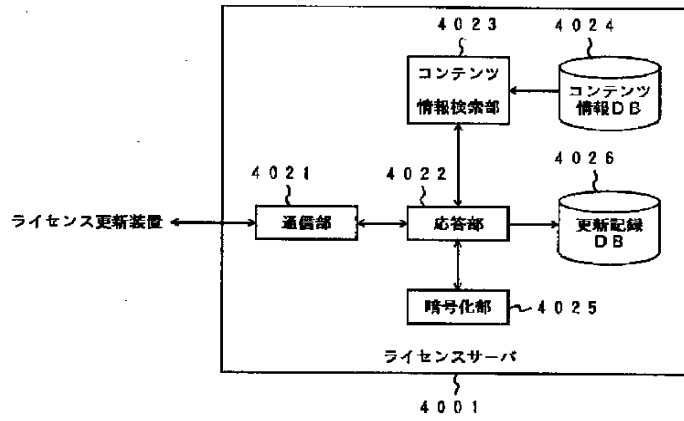 4023
4024
コンテンツ
情報検索部
コンテンツ
情報DB
4021
4022
4026
ライセンス更新装置
通信部
応答部
更新記録
DB
暗号化部
4025
ライセンスサーバ
4001